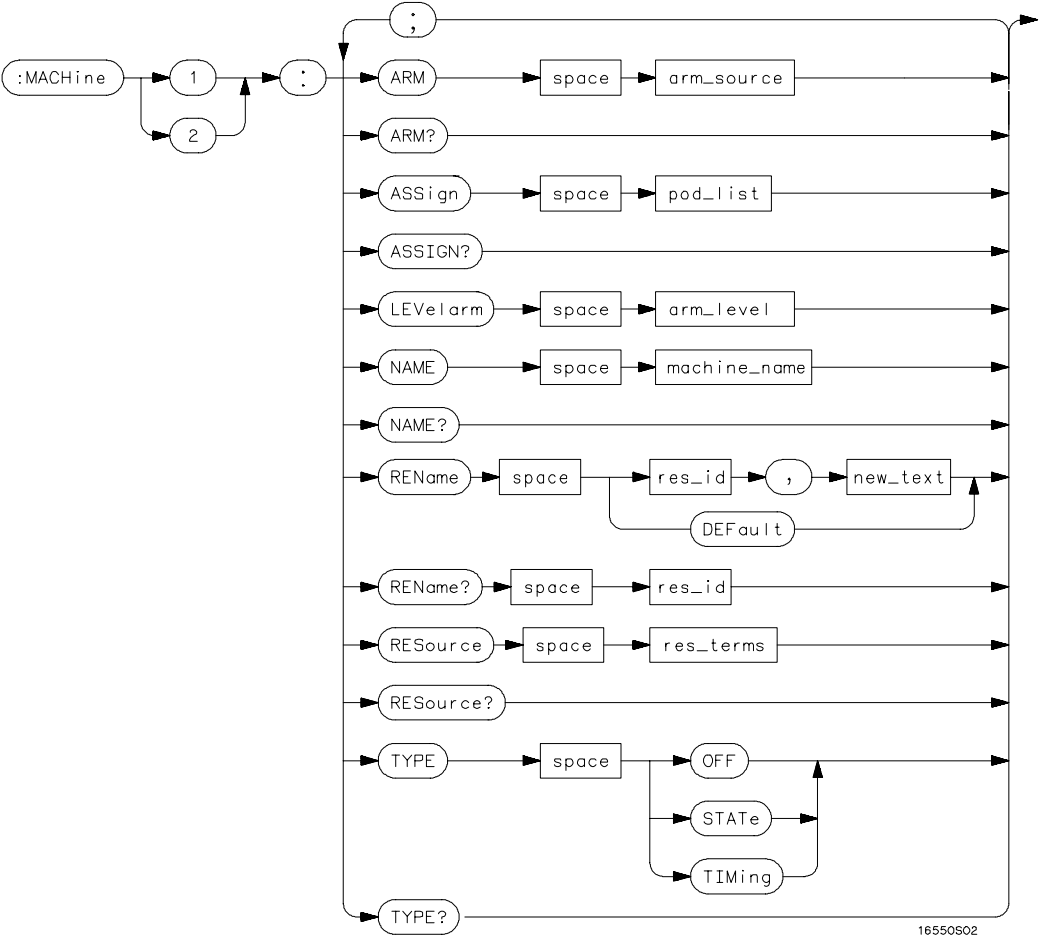 ;
:MACHine 1 : ARM space arm_source
2 ARM?
ASSign space pod_list
ASSIGN?
LEVelarm space arm_level
NAME space machine_name
NAME?
REName space res_id , new_text
DEFault
REName? space res_id
RESource space res_terms
RESource?
TYPE space OFF
STATe
TIMing
TYPE?
16550S02